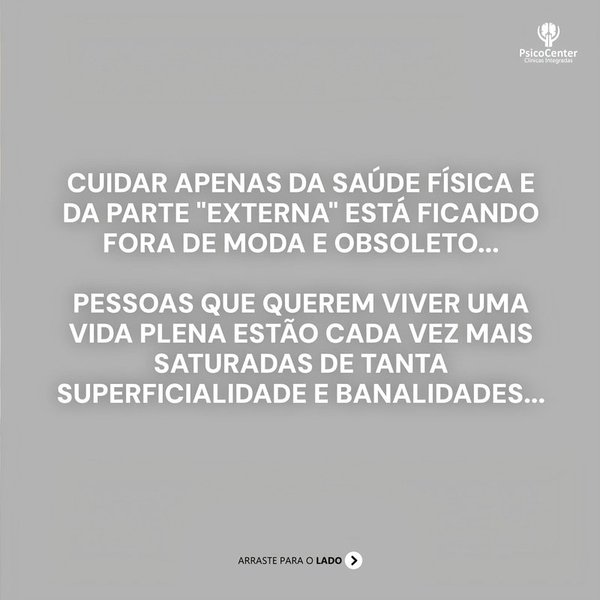 PsicoCenter
Clínicas Integradas
CUIDAR APENAS DA SAÚDE FÍSICA E
DA PARTE "EXTERNA" ESTÁ FICANDO
FORA DE MODA E OBSOLETO...
PESSOAS QUE QUEREM VIVER UMA
VIDA PLENA ESTÃO CADA VEZ MAIS
SATURADAS DE TANTA
SUPERFICIALIDADE E BANALIDADES...
ARRASTE PARA O LADO